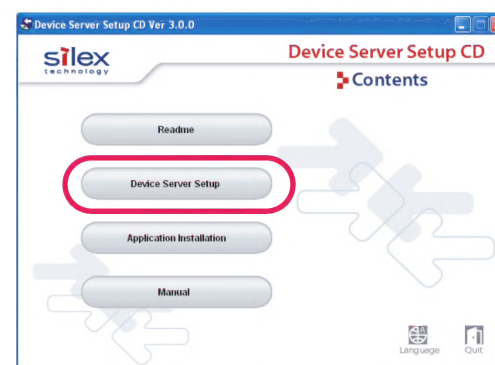 Device Server Setup CD Ver 3.0.0
silex
technology
Device Server Setup CD
Contents
Readme
Device Server Setup
Application Installation
Manual
Language
Quit